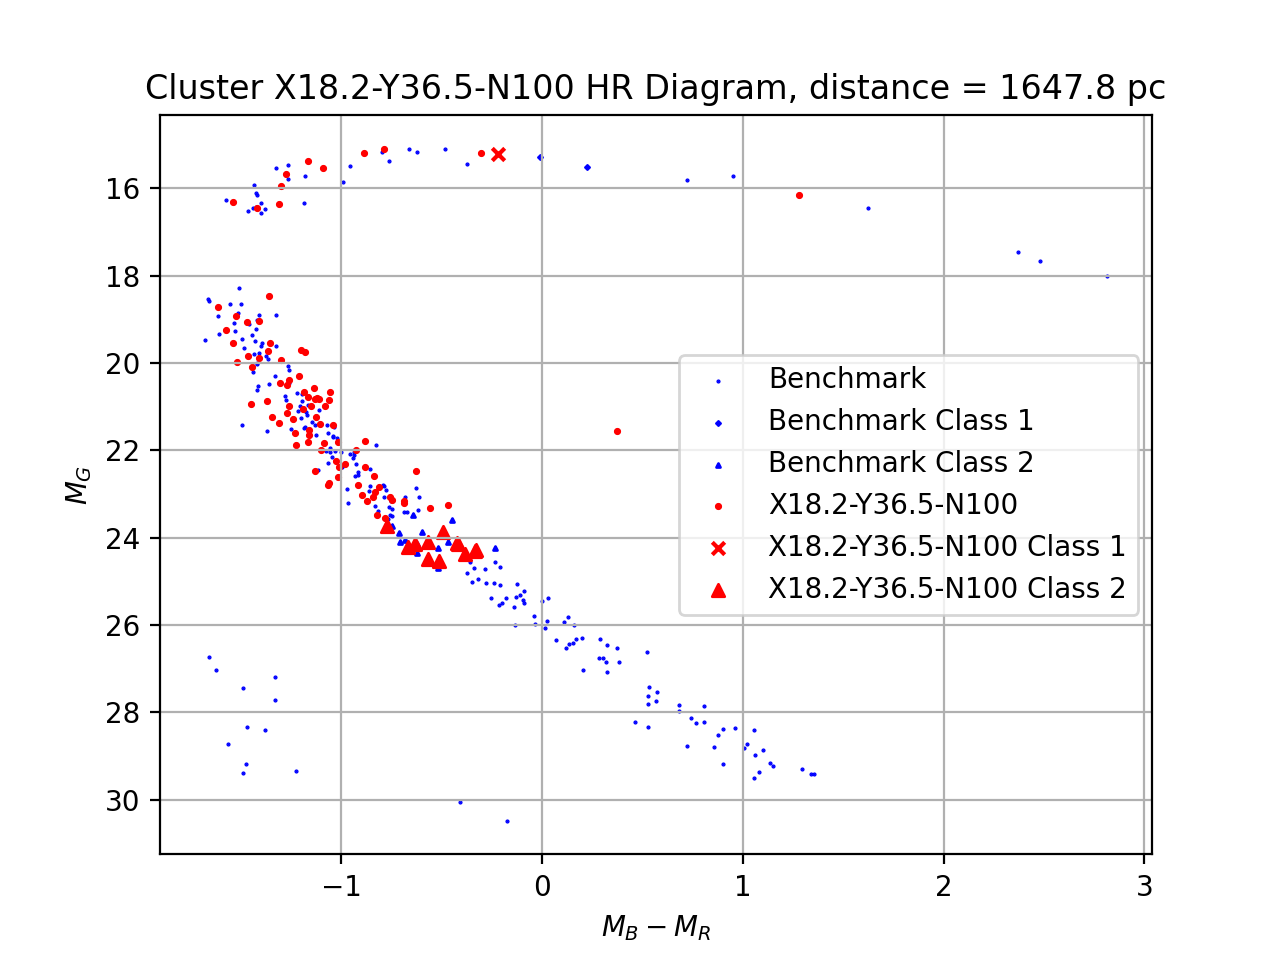 Cluster X18.2-Y36.5-N100 HR Diagram, distance = 1647.8 pc
16
18
20
22
24
26
28
30
M_G
Benchmark
Benchmark Class 1
Benchmark Class 2
X18.2-Y36.5-N100
X18.2-Y36.5-N100 Class 1
X18.2-Y36.5-N100 Class 2
−1 0 1 2 3
M_B − M_R